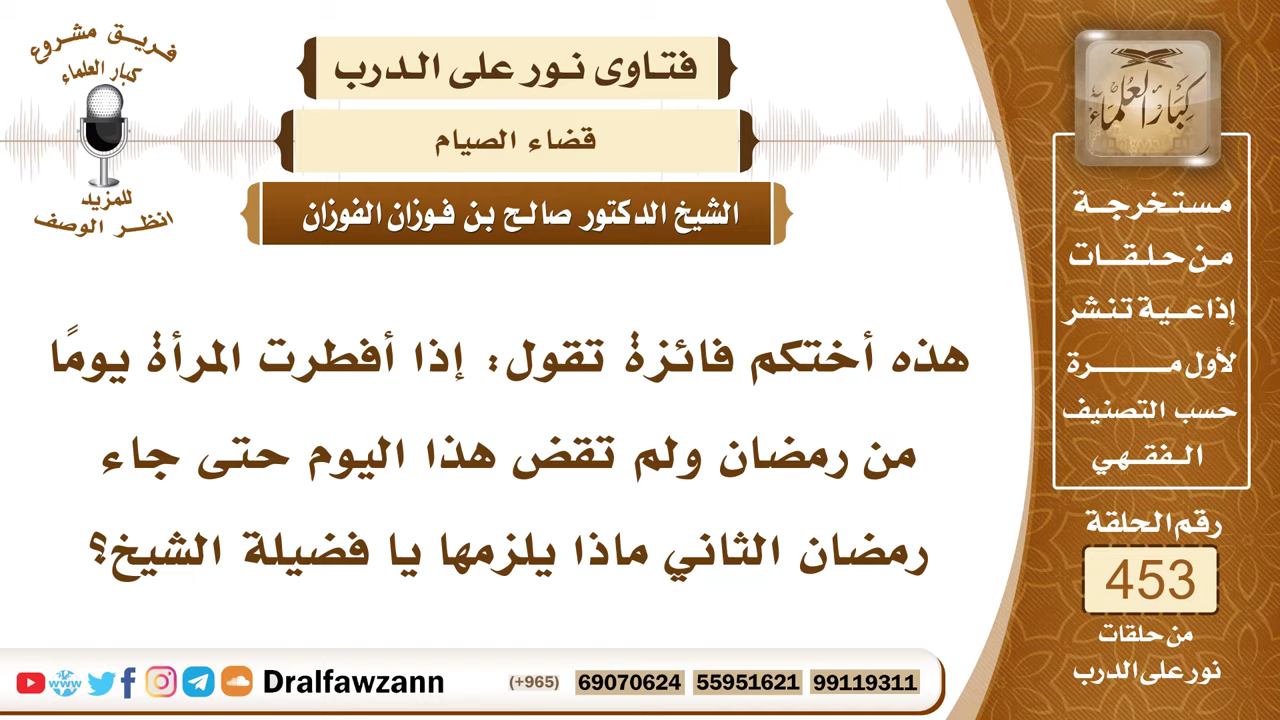 فريق مشروع
كبار العلماء
للمزيد
انظر الوصف
فتاوى نور على الدرب
قضاء الصيام
الشيخ الدكتور صالح بن فوزان الفوزان
هذه أختكم فائزة تقول: إذا أفطرت المرأة يومًا
من رمضان ولم تقض هذا اليوم حتى جاء
رمضان الثاني ماذا يلزمها يا فضيلة الشيخ؟
كبار العلماء
مستخرجة
من حلقات
إذاعية تنشر
لأول مرة
حسب التصنيف
الفقهي
رقم الحلقة
453
من حلقات
نور على الدرب
www
Dralfawzann
(+965) 69070624 55951621 99119311